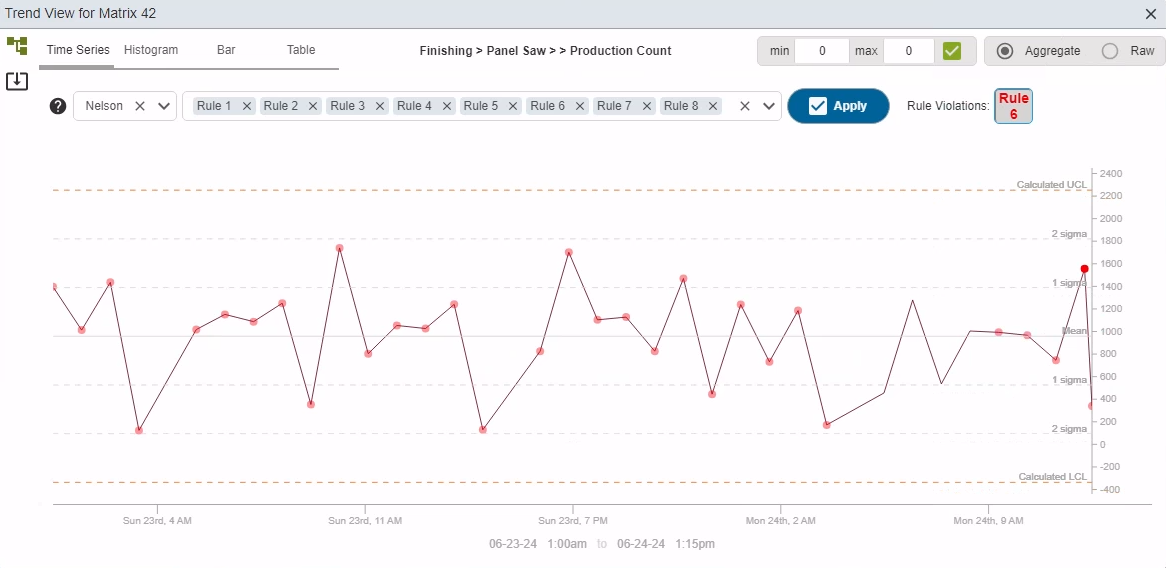 Trend View for Matrix 42
Time Series Histogram Bar Table Finishing > Panel Saw > > Production Count min 0 max 0 Aggregate Raw
? Nelson Rule 1 Rule 2 Rule 3 Rule 4 Rule 5 Rule 6 Rule 7 Rule 8 Apply Rule Violations: Rule 6
2400
Calculated UCL
2200
2000
2 sigma
1800
1600
1 sigma
1400
1200
Mean
1000
800
1 sigma
600
400
2 sigma
200
0
-200
Calculated LCL
-400
Sun 23rd, 4 AM Sun 23rd, 11 AM Sun 23rd, 7 PM Mon 24th, 2 AM Mon 24th, 9 AM
06-23-24 1:00am to 06-24-24 1:15pm